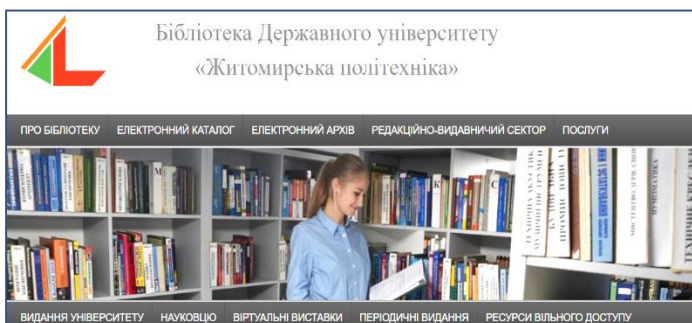 Бібліотека Державного університету
«Житомирська політехніка»
ПРО БІБЛІОТЕКУ ЕЛЕКТРОННИЙ КАТАЛОГ ЕЛЕКТРОННИЙ АРХІВ РЕДАКЦІЙНО-ВИДАВНИЧИЙ СЕКТОР ПОСЛУГИ
М
К
С
ВИДАННЯ УНІВЕРСИТЕТУ НАУКОВЦЮ ВІРТУАЛЬНІ ВИСТАВКИ ПЕРІОДИЧНІ ВИДАННЯ РЕСУРСИ ВІЛЬНОГО ДОСТУПУ